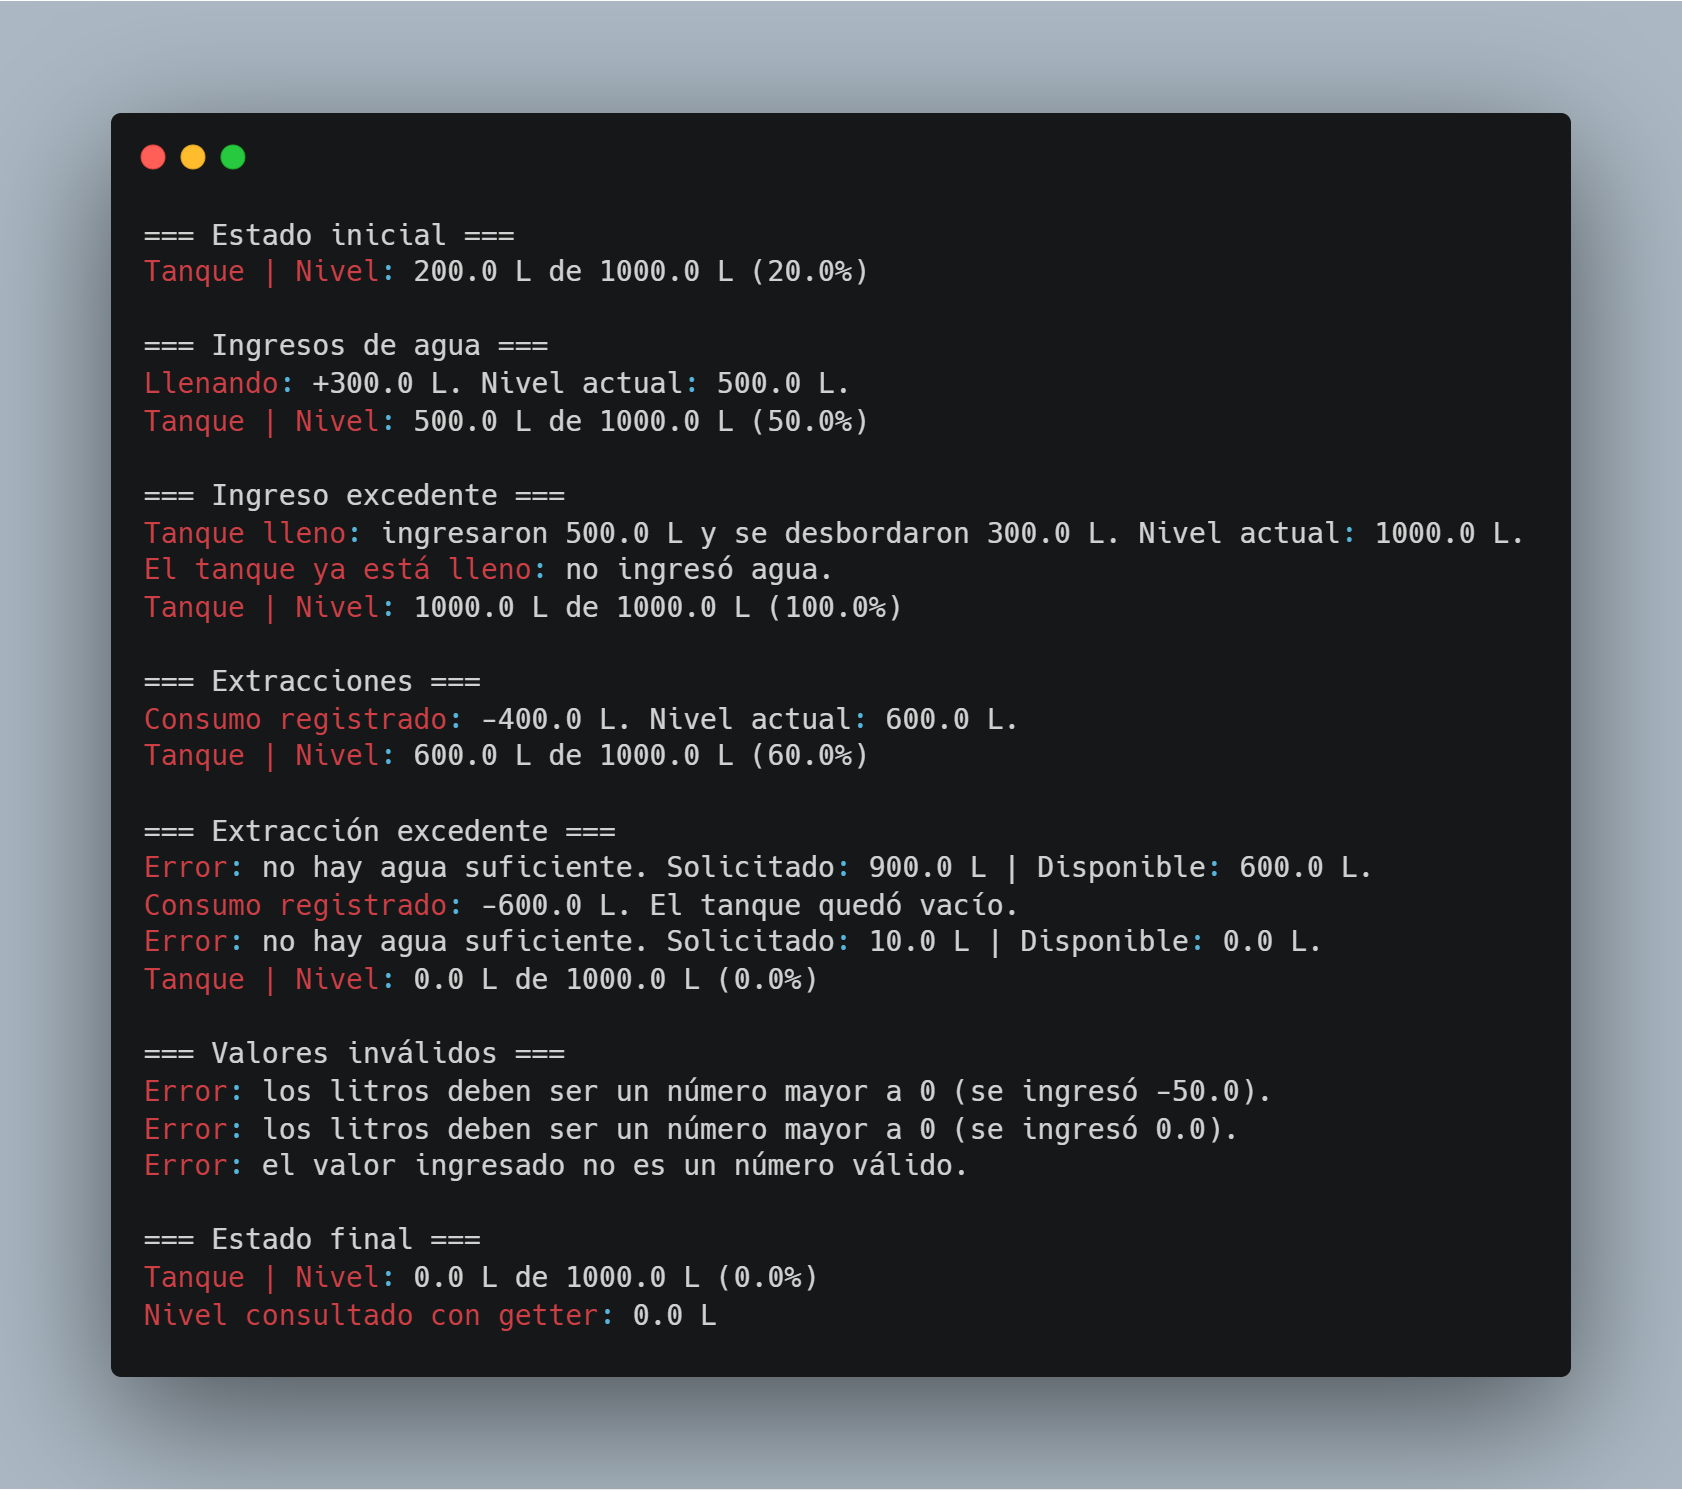 === Estado inicial ===
Tanque | Nivel: 200.0 L de 1000.0 L (20.0%)
=== Ingresos de agua ===
Llenando: +300.0 L. Nivel actual: 500.0 L.
Tanque | Nivel: 500.0 L de 1000.0 L (50.0%)
=== Ingreso excedente ===
Tanque lleno: ingresaron 500.0 L y se desbordaron 300.0 L. Nivel actual: 1000.0 L.
El tanque ya está lleno: no ingresó agua.
Tanque | Nivel: 1000.0 L de 1000.0 L (100.0%)
=== Extracciones ===
Consumo registrado: -400.0 L. Nivel actual: 600.0 L.
Tanque | Nivel: 600.0 L de 1000.0 L (60.0%)
=== Extracción excedente ===
Error: no hay agua suficiente. Solicitado: 900.0 L | Disponible: 600.0 L.
Consumo registrado: -600.0 L. El tanque quedó vacío.
Error: no hay agua suficiente. Solicitado: 10.0 L | Disponible: 0.0 L.
Tanque | Nivel: 0.0 L de 1000.0 L (0.0%)
=== Valores inválidos ===
Error: los litros deben ser un número mayor a 0 (se ingresó -50.0).
Error: los litros deben ser un número mayor a 0 (se ingresó 0.0).
Error: el valor ingresado no es un número válido.
=== Estado final ===
Tanque | Nivel: 0.0 L de 1000.0 L (0.0%)
Nivel consultado con getter: 0.0 L